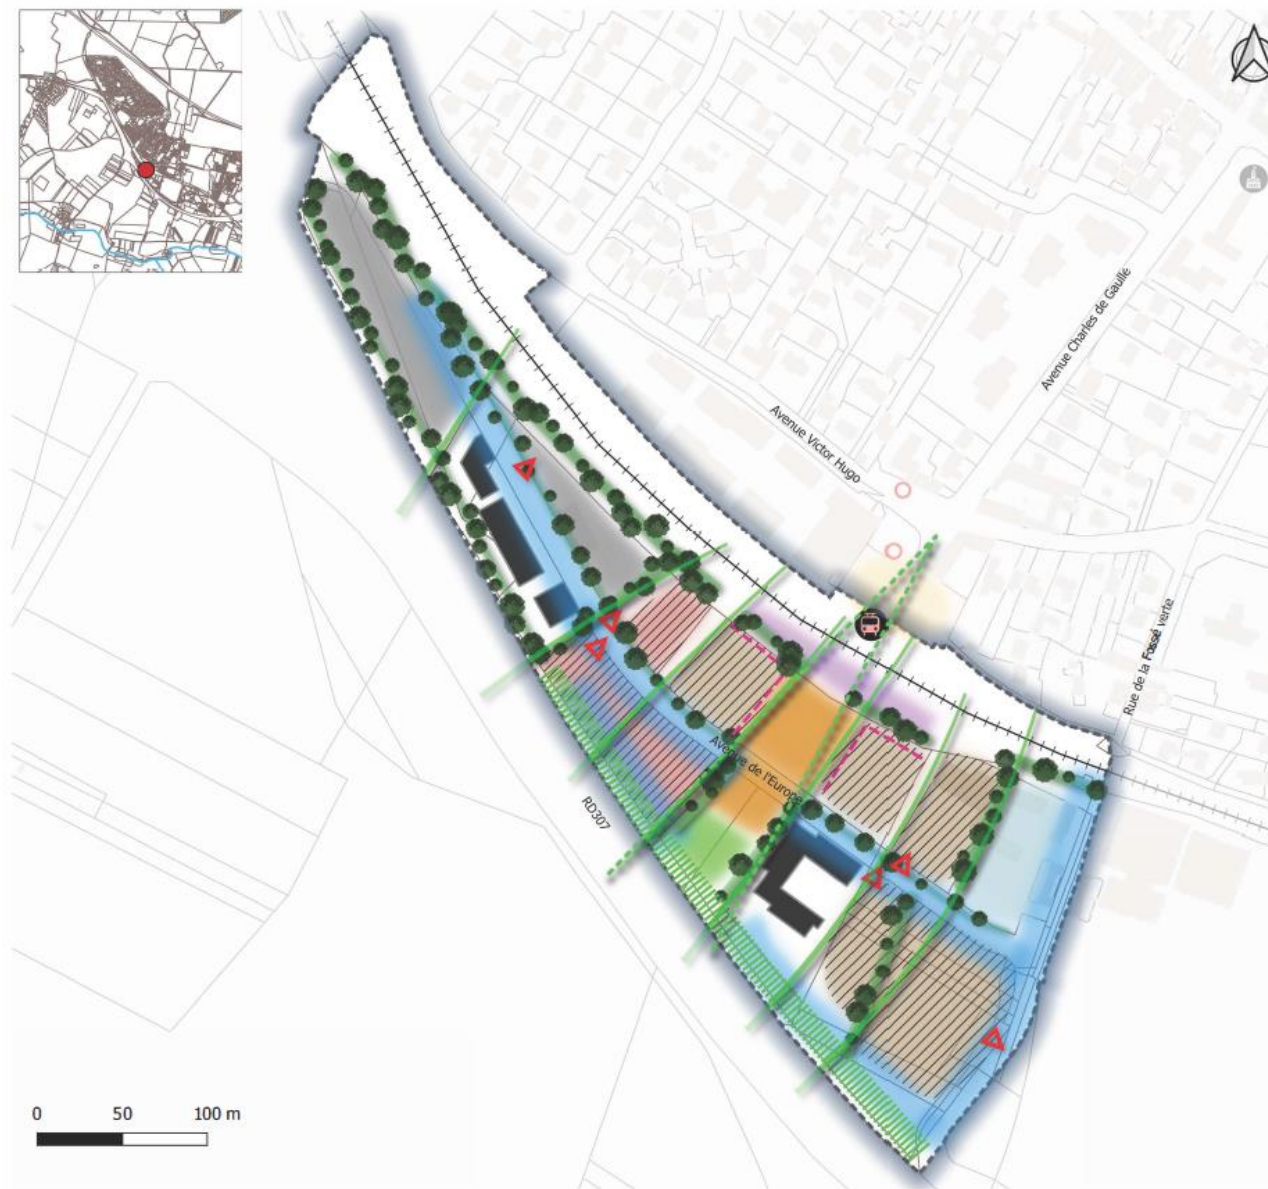 Avenue Charles de Gaulle
Avenue Victor Hugo
Rue de la Fossé verte
Avenue de l'Europe
RD307
0 50 100 m